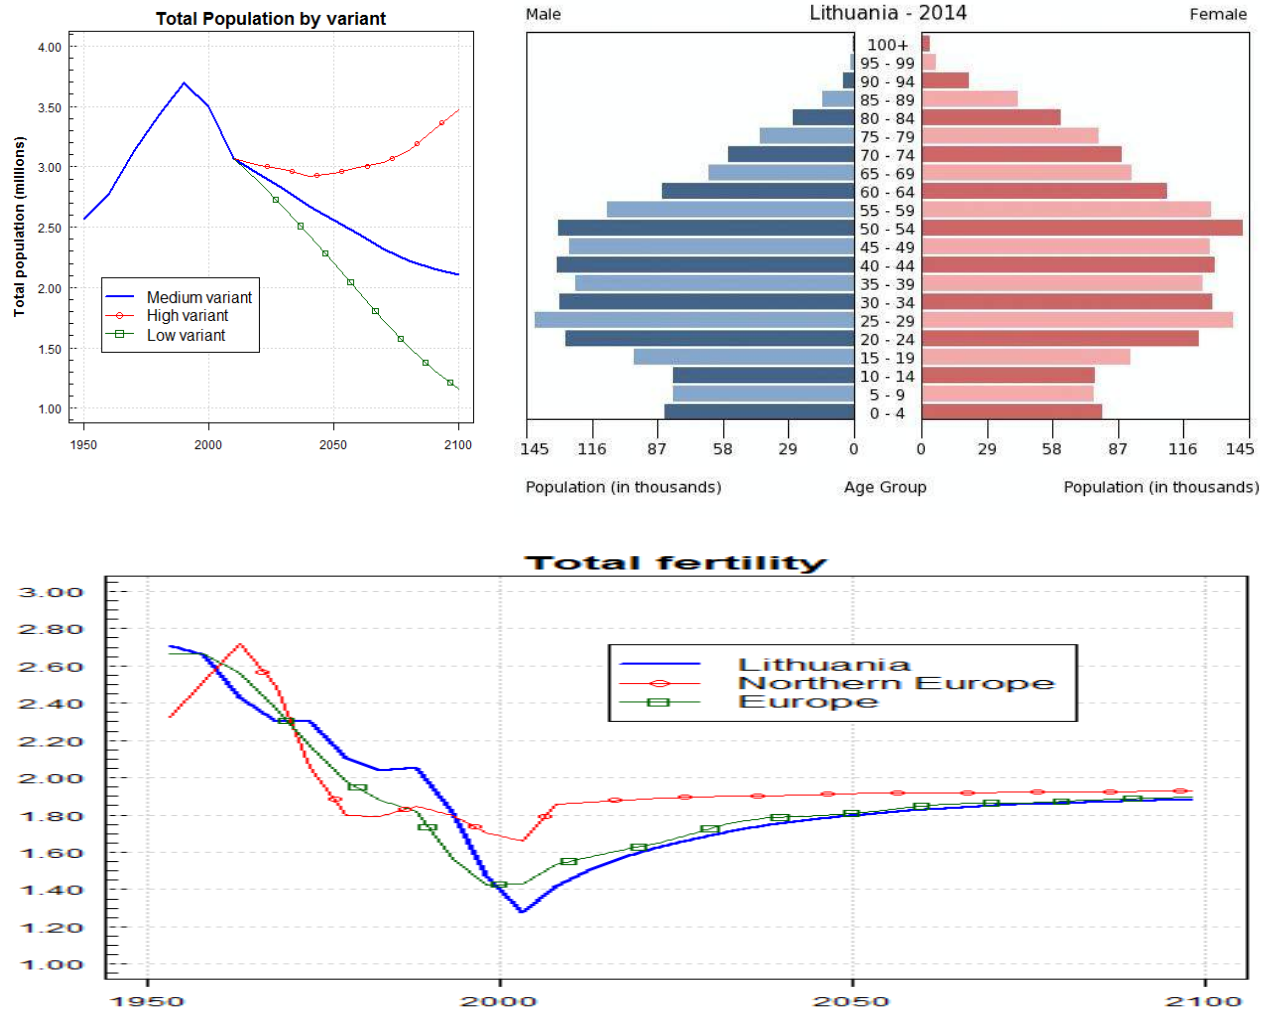 Total Population by variant
Total population (millions)
4.00
3.50
3.00
2.50
2.00
1.50
1.00
1950 2000 2050 2100
Medium variant
High variant
Low variant
Male Lithuania - 2014 Female
100+
95 - 99
90 - 94
85 - 89
80 - 84
75 - 79
70 - 74
65 - 69
60 - 64
55 - 59
50 - 54
45 - 49
40 - 44
35 - 39
30 - 34
25 - 29
20 - 24
15 - 19
10 - 14
5 - 9
0 - 4
145 116 87 58 29 0 0 29 58 87 116 145
Population (in thousands) Age Group Population (in thousands)
Total fertility
3.00
2.80
2.60
2.40
2.20
2.00
1.80
1.60
1.40
1.20
1.00
Lithuania
Northern Europe
Europe
1950 2000 2050 2100